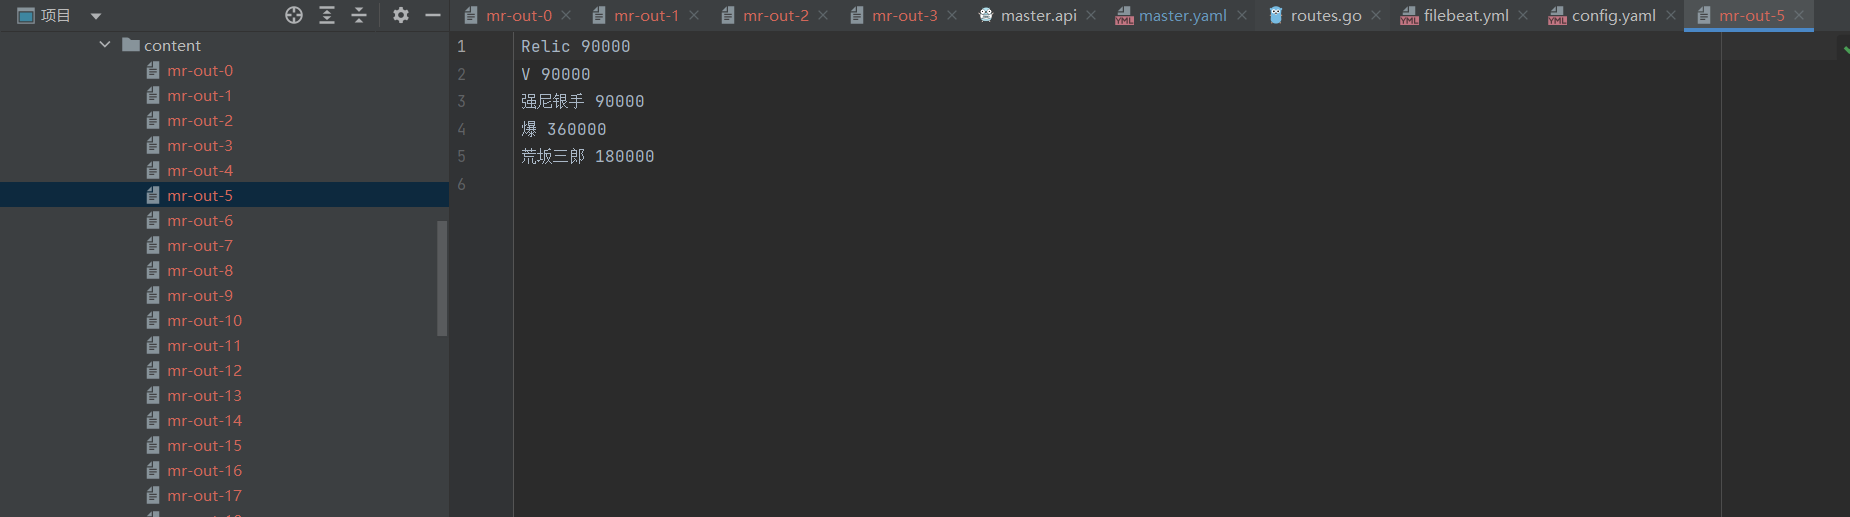 项目
mr-out-0
mr-out-1
mr-out-2
mr-out-3
master.api
master.yaml
routes.go
filebeat.yml
config.yaml
mr-out-5
content
mr-out-0
mr-out-1
mr-out-2
mr-out-3
mr-out-4
mr-out-5
mr-out-6
mr-out-7
mr-out-8
mr-out-9
mr-out-10
mr-out-11
mr-out-12
mr-out-13
mr-out-14
mr-out-15
mr-out-16
mr-out-17
1 Relic 90000
2 V 90000
3 强尼银手 90000
4 爆 360000
5 荒坂三郎 180000
6